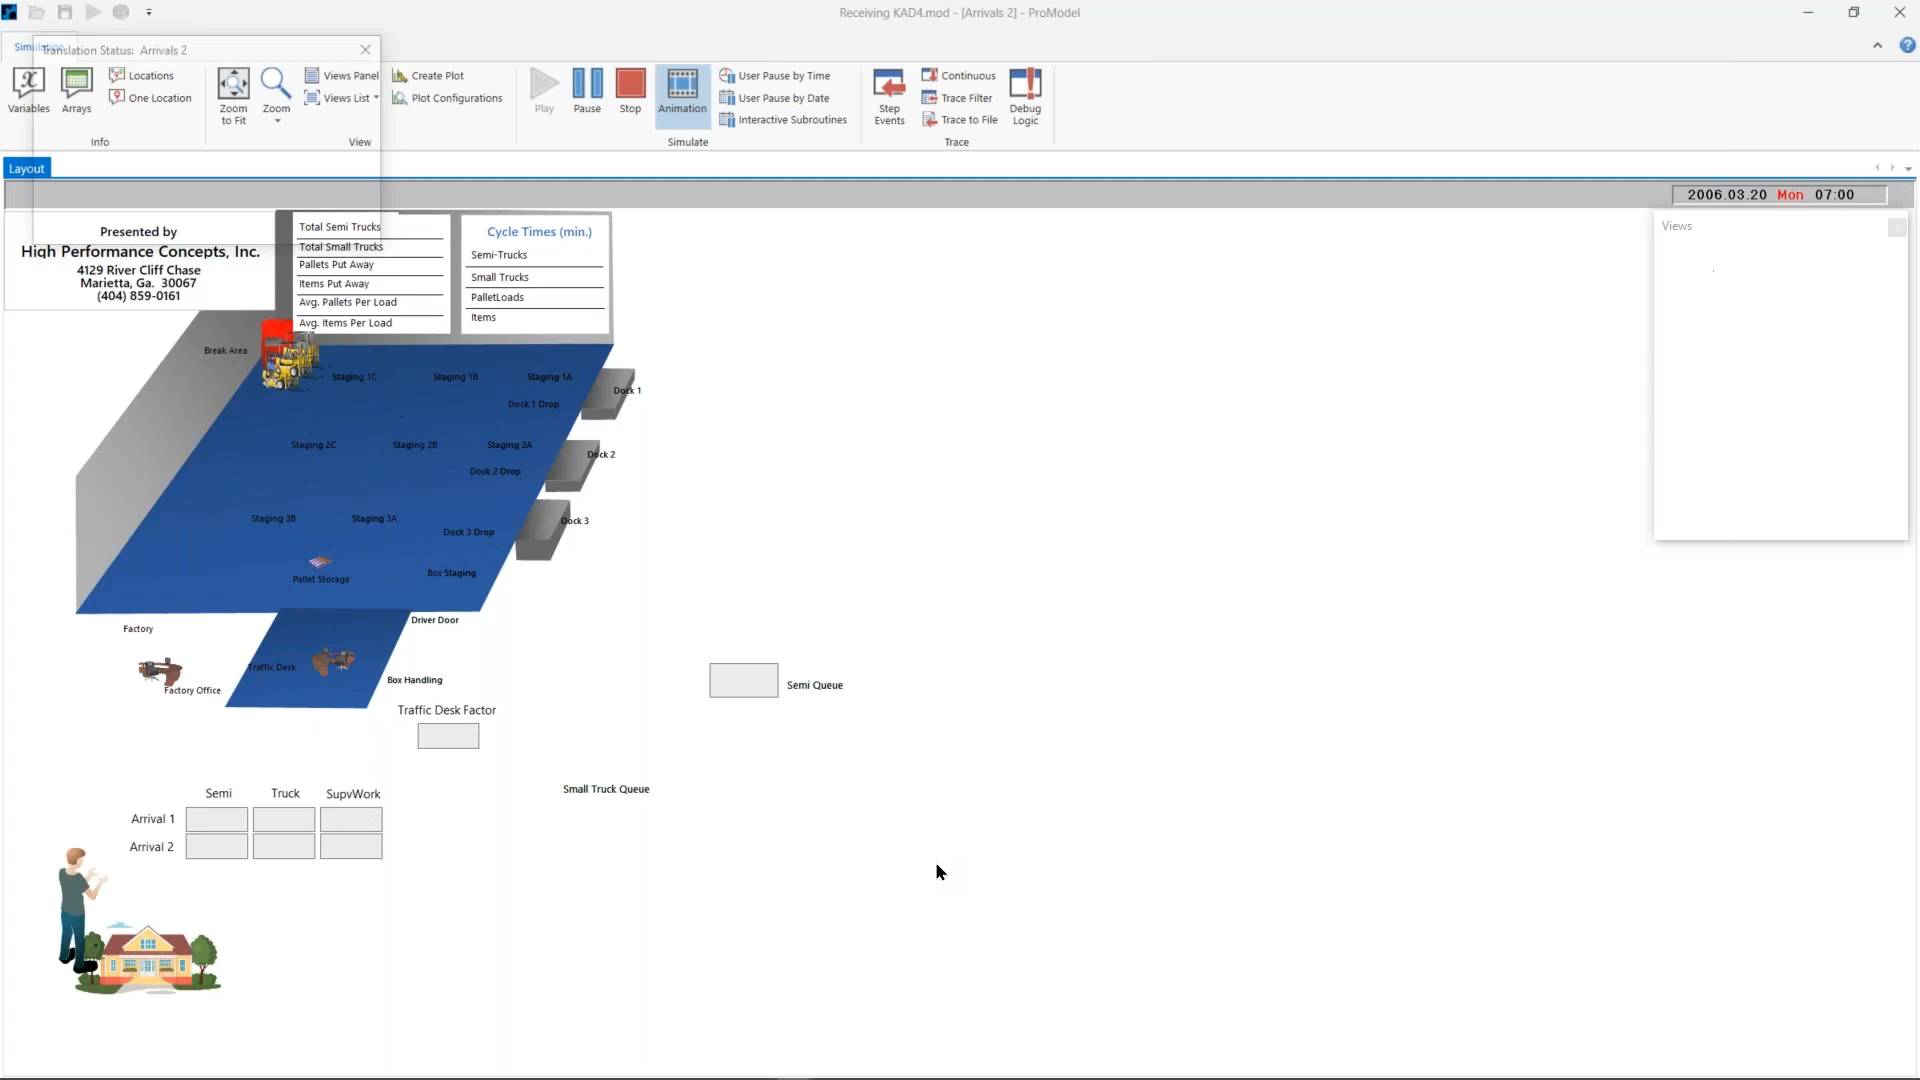 Receiving KAD4.mod - [Arrivals 2] - ProModel
Translation Status: Arrivals 2
Variables
Arrays
Locations
One Location
Info
Zoom to Fit
Zoom
Views Panel
Views List
View
Create Plot
Plot Configurations
Play
Pause
Stop
Animation
User Pause by Time
User Pause by Date
Interactive Subroutines
Simulate
Step Events
Continuous
Trace Filter
Trace to File
Debug Logic
Trace
Layout
2006.03.20 Mon 07:00
Views
Presented by
High Performance Concepts, Inc.
4129 River Cliff Chase
Marietta, Ga. 30067
(404) 859-0161
Total Semi Trucks
Total Small Trucks
Pallets Put Away
Items Put Away
Avg. Pallets Per Load
Avg. Items Per Load
Cycle Times (min.)
Semi-Trucks
Small Trucks
PalletLoads
Items
Break Area
Staging 1C
Staging 1B
Staging 1A
Dock 1
Dock 1 Drop
Staging 2C
Staging 2B
Staging 2A
Dock 2
Dock 2 Drop
Staging 3B
Staging 3A
Dock 3
Dock 3 Drop
Pallet Storage
Box Staging
Factory
Driver Door
Traffic Desk
Factory Office
Box Handling
Semi Queue
Traffic Desk Factor
Small Truck Queue
Semi
Truck
SupvWork
Arrival 1
Arrival 2